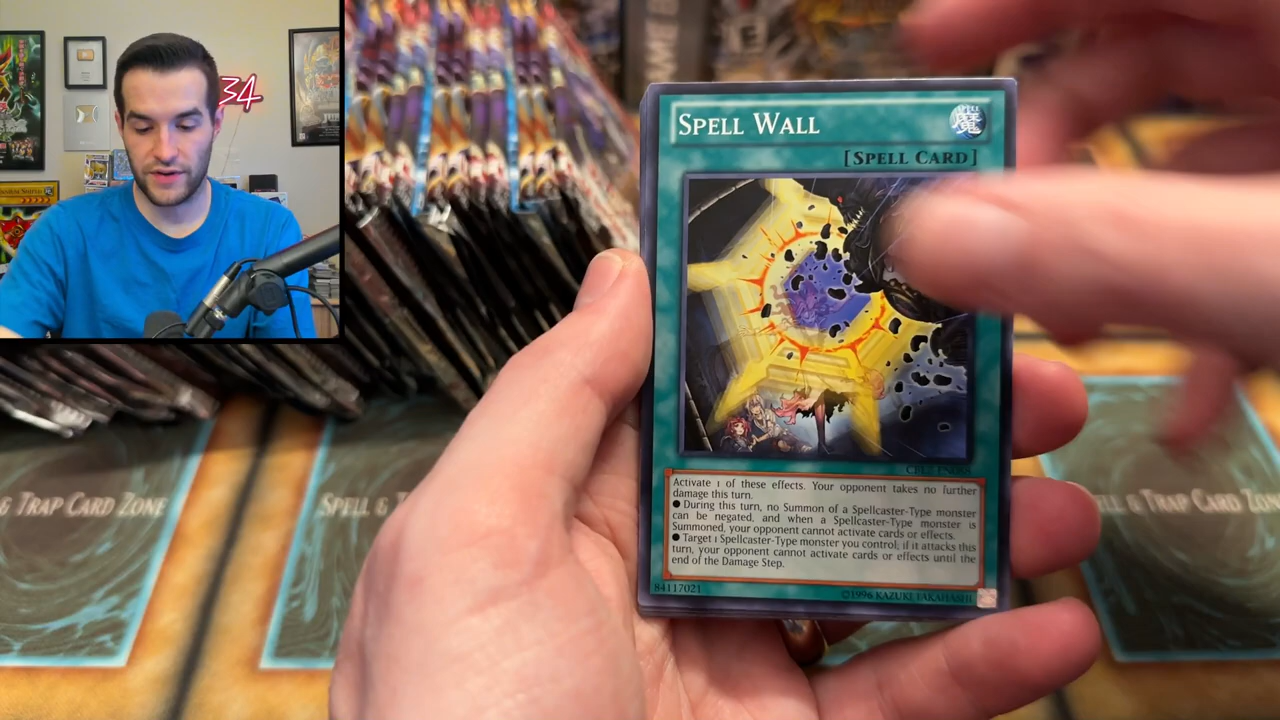 34
SPELL WALL
[SPELL CARD]
Activate 1 of these effects. Your opponent takes no further
damage this turn.
● During this turn, no Summon of a Spellcaster-Type monster
can be negated, and when a Spellcaster-Type monster is
Summoned, your opponent cannot activate cards or effects.
● Target 1 Spellcaster-Type monster you control; if it attacks this
turn, your opponent cannot activate cards or effects until the
end of the Damage Step.
84117021
©1996 KAZUKI TAKAHASHI
& TRAP CARD ZONE
SPELL &
& TRAP CARD